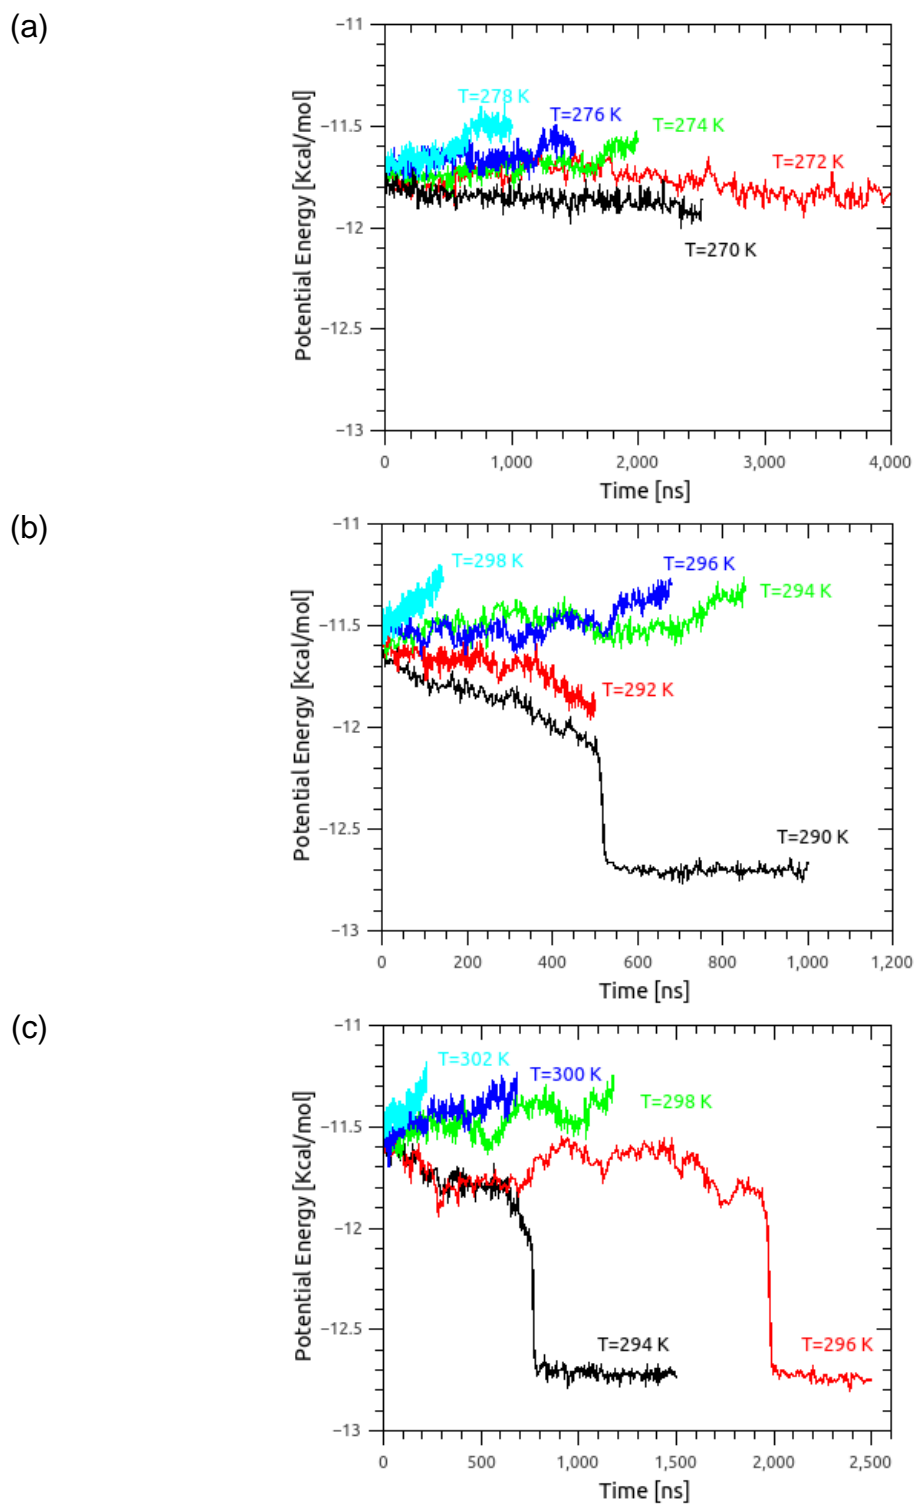 (a)
−11
T=278 K
T=276 K
T=274 K
−11.5
T=272 K
−12
T=270 K
−12.5
−13
Potential Energy [Kcal/mol]
0 1,000 2,000 3,000 4,000
Time [ns]
(b)
−11
T=298 K
T=296 K
T=294 K
−11.5
T=292 K
−12
−12.5
T=290 K
−13
Potential Energy [Kcal/mol]
0 200 400 600 800 1,000 1,200
Time [ns]
(c)
−11
T=302 K
T=300 K
T=298 K
−11.5
−12
−12.5
T=294 K
T=296 K
−13
Potential Energy [Kcal/mol]
0 500 1,000 1,500 2,000 2,500
Time [ns]